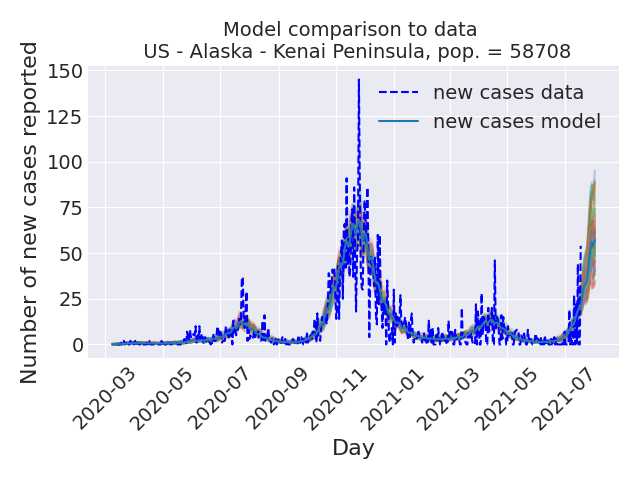 Model comparison to data
US - Alaska - Kenai Peninsula, pop. = 58708
Number of new cases reported
150
125
100
75
50
25
0
new cases data
new cases model
2020-03
2020-05
2020-07
2020-09
2020-11
2021-01
2021-03
2021-05
2021-07
Day